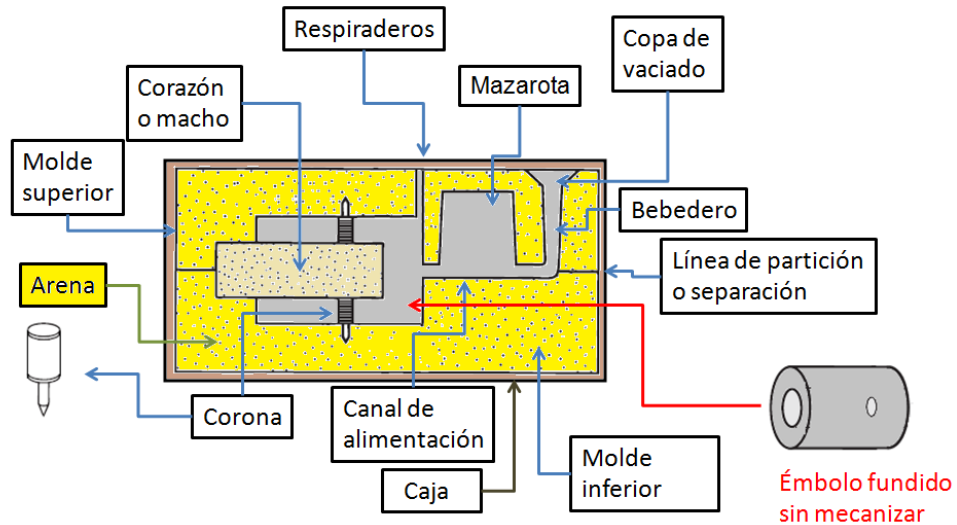 Respiraderos
Copa de
vaciado
Corazón
o macho
Mazarota
Molde
superior
Bebedero
Línea de partición
o separación
Arena
Corona
Canal de
alimentación
Molde
inferior
Caja
Émbolo fundido
sin mecanizar